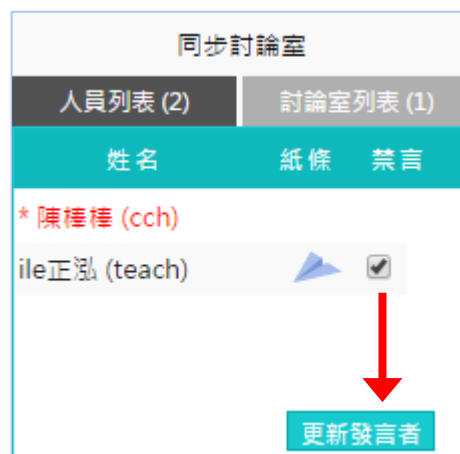 同步討論室
人員列表 (2) 討論室列表 (1)
姓名 紙條 禁言
* 陳棒棒 (cch)
ile正泓 (teach)
更新發言者